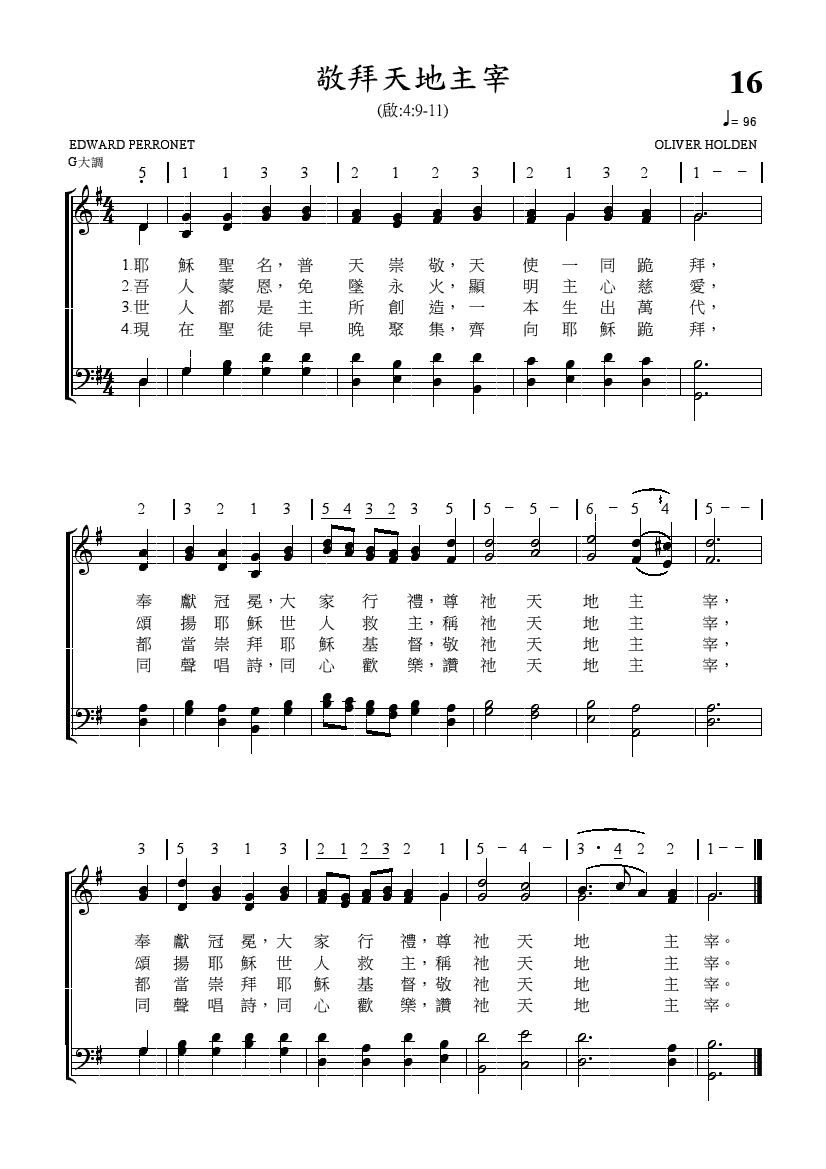 敬拜天地主宰
16
(啟:4:9-11)
♩= 96
EDWARD PERRONET
OLIVER HOLDEN
G大調
5 | 1 1 3 3 | 2 1 2 3 | 2 1 3 2 | 1 - - |
1.耶 穌 聖 名, 普 天 崇 敬, 天 使 一 同 跪 拜,
2.吾 人 蒙 恩, 免 墜 永 火, 顯 明 主 心 慈 愛,
3.世 人 都 是 主 所 創 造, 一 本 生 出 萬 代,
4.現 在 聖 徒 早 晚 聚 集, 齊 向 耶 穌 跪 拜,
2 | 3 2 1 3 | 5 4 3 2 3 5 | 5 - 5 - | 6 - 5 4 | 5 - - |
奉 獻 冠 冕, 大 家 行 禮, 尊 祂 天 地 主 宰,
頌 揚 耶 穌 世 人 救 主, 稱 祂 天 地 主 宰,
都 當 崇 拜 耶 穌 基 督, 敬 祂 天 地 主 宰,
同 聲 唱 詩, 同 心 歡 樂, 讚 祂 天 地 主 宰,
3 | 5 3 1 3 | 2 1 2 3 2 1 | 5 - 4 - | 3 · 4 2 2 | 1 - - |
奉 獻 冠 冕, 大 家 行 禮, 尊 祂 天 地 主 宰。
頌 揚 耶 穌 世 人 救 主, 稱 祂 天 地 主 宰。
都 當 崇 拜 耶 穌 基 督, 敬 祂 天 地 主 宰。
同 聲 唱 詩, 同 心 歡 樂, 讚 祂 天 地 主 宰。